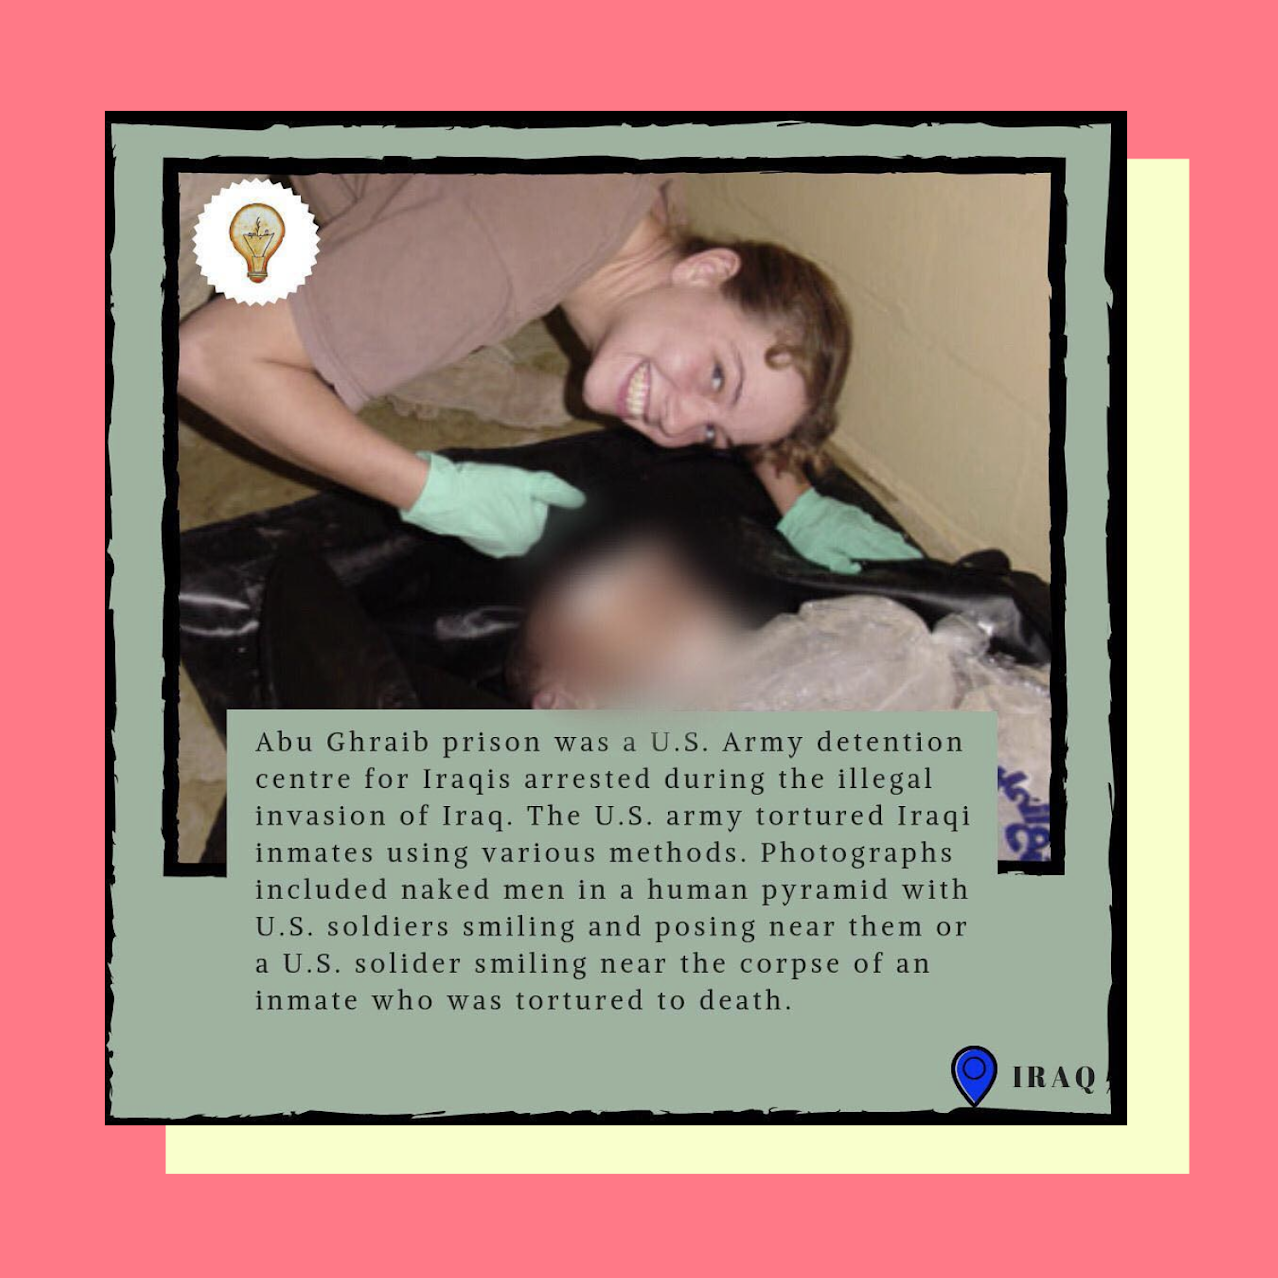 Abu Ghraib prison was a U.S. Army detention
centre for Iraqis arrested during the illegal
invasion of Iraq. The U.S. army tortured Iraqi
inmates using various methods. Photographs
included naked men in a human pyramid with
U.S. soldiers smiling and posing near them or
a U.S. solider smiling near the corpse of an
inmate who was tortured to death.
IRAQ